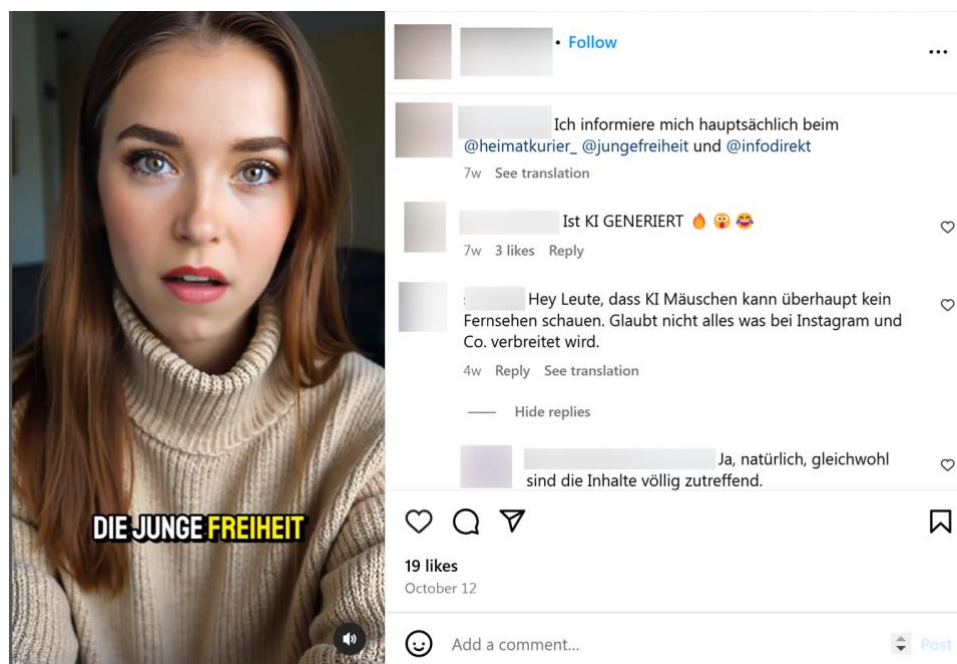 • Follow
Ich informiere mich hauptsächlich beim
@heimatkurier_ @jungefreiheit und @infodirekt
7w See translation
Ist KI GENERIERT 🔥 😲 😂
7w 3 likes Reply
Hey Leute, dass KI Mäuschen kann überhaupt kein
Fernsehen schauen. Glaubt nicht alles was bei Instagram und
Co. verbreitet wird.
4w Reply See translation
Hide replies
Ja, natürlich, gleichwohl
sind die Inhalte völlig zutreffend.
DIE JUNGE FREIHEIT
19 likes
October 12
Add a comment...
Post